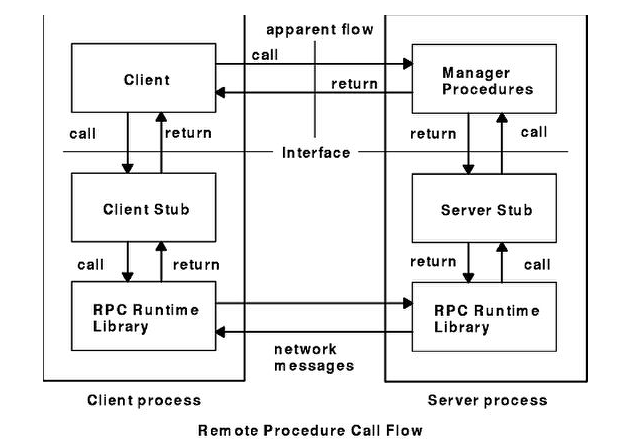 apparent flow
call
Client
Manager
Procedures
return
call
return
return
call
Interface
Client Stub
Server Stub
call
return
return
call
RPC Runtime
Library
RPC Runtime
Library
network
messages
Client process
Server process
Remote Procedure Call Flow